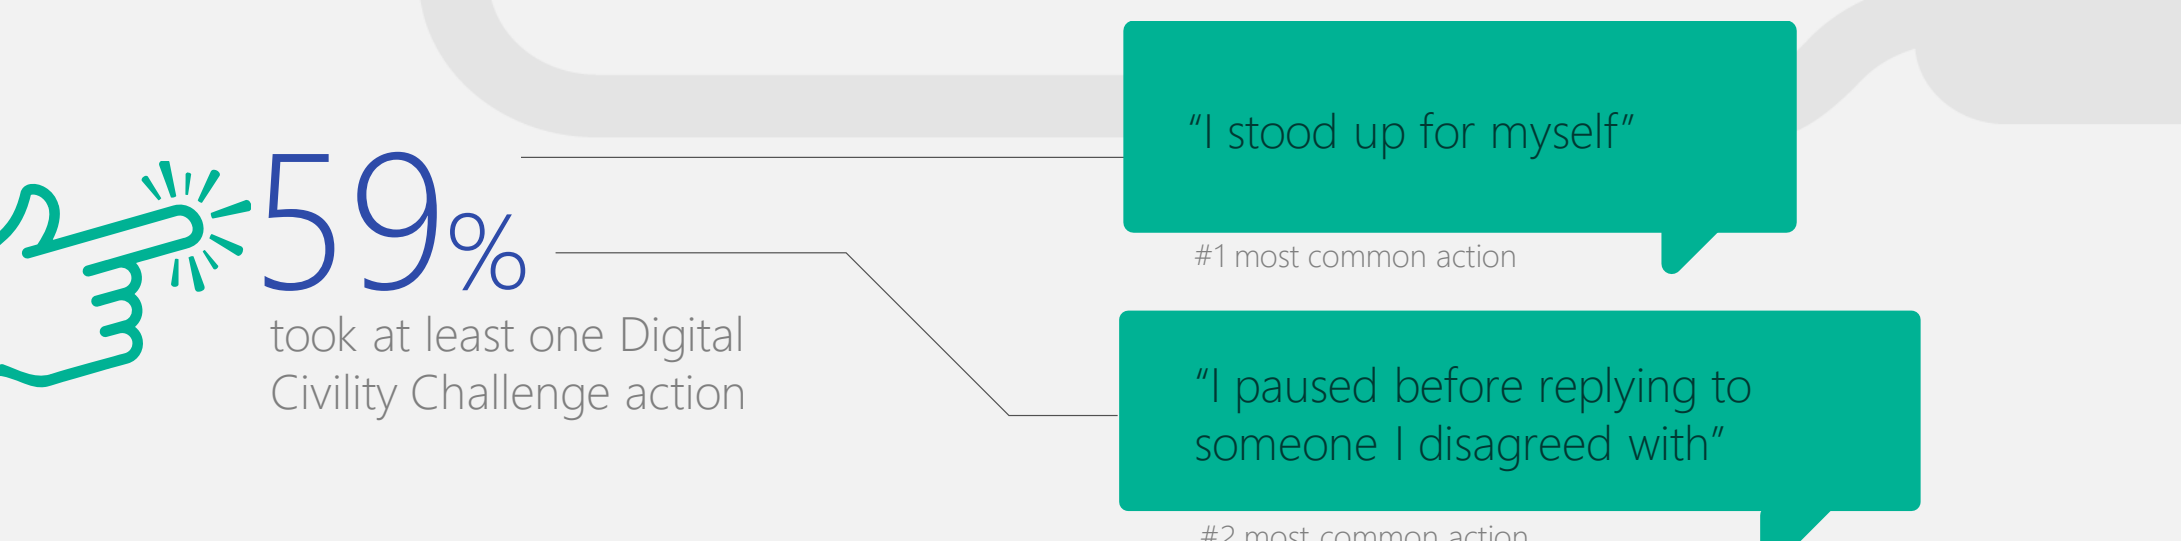 59%
took at least one Digital
Civility Challenge action
“I stood up for myself”
#1 most common action
“I paused before replying to
someone I disagreed with”
#2 most common action